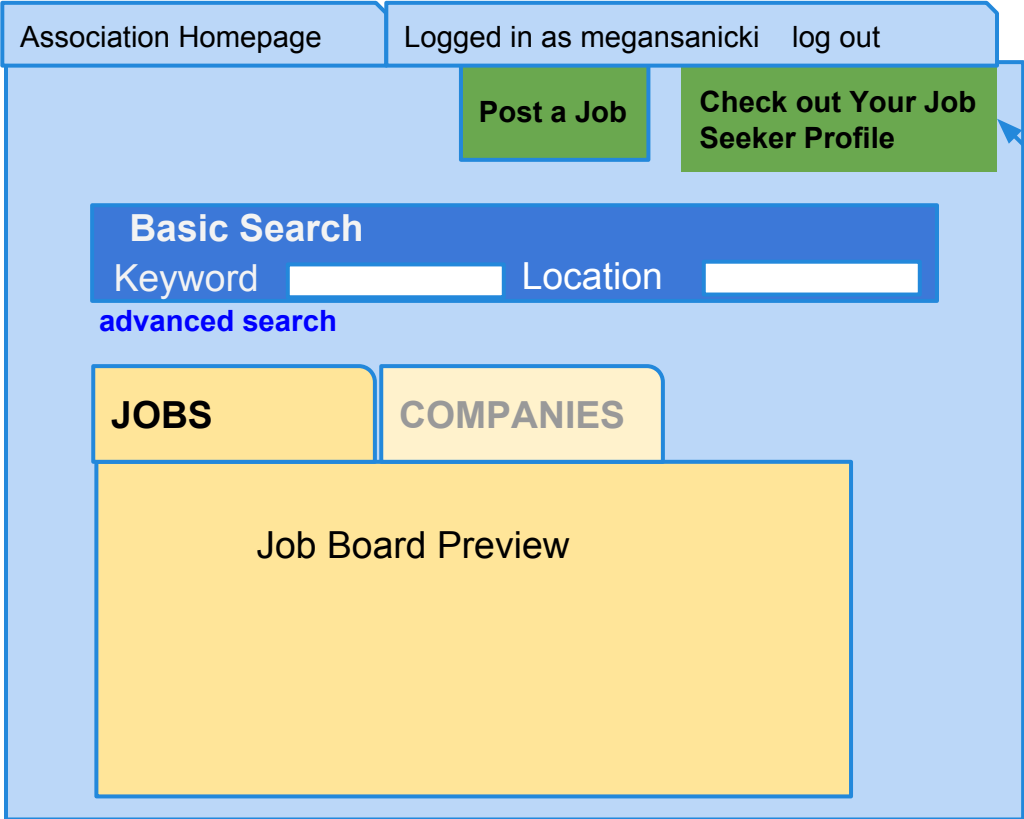 Association Homepage
Logged in as megansanicki log out
Post a Job
Check out Your Job
Seeker Profile
Basic Search
Keyword
Location
advanced search
JOBS
COMPANIES
Job Board Preview